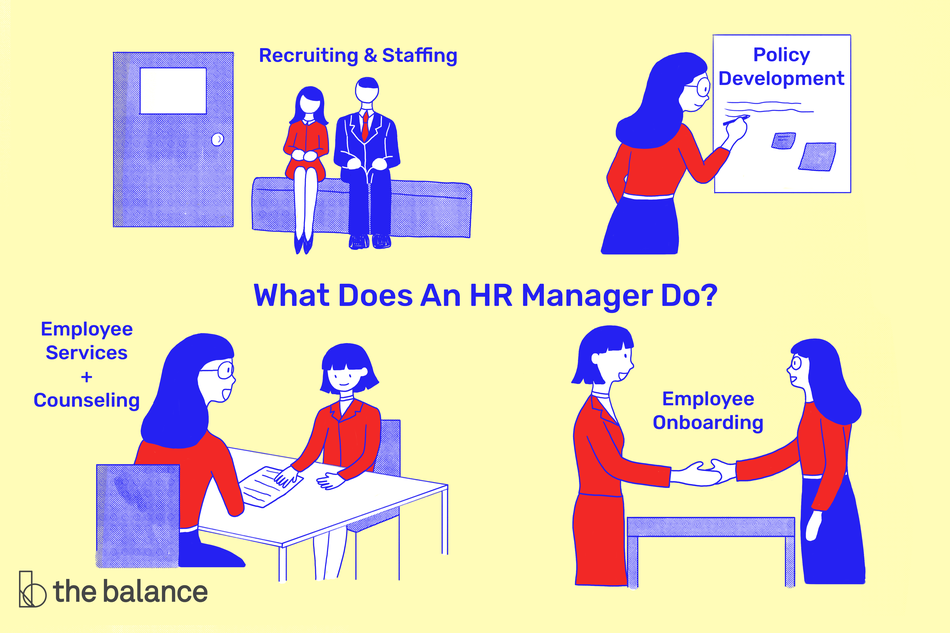 Recruiting & Staffing
Policy
Development
What Does An HR Manager Do?
Employee
Services
+
Counseling
Employee
Onboarding
the balance